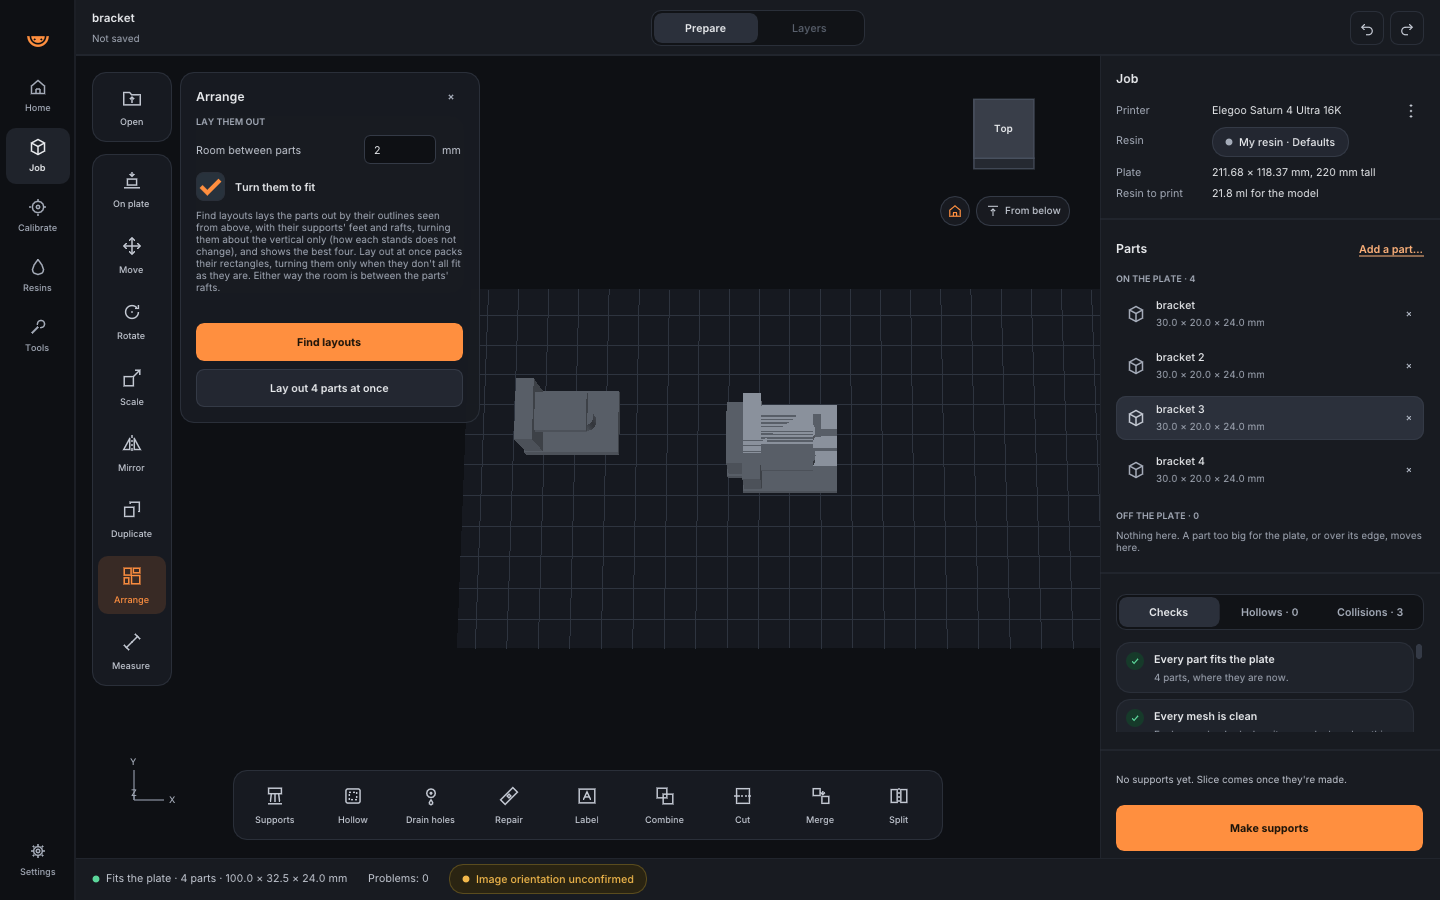 bracket
Not saved
Prepare
Layers
Home
Job
Calibrate
Resins
Tools
Settings
Open
On plate
Move
Rotate
Scale
Mirror
Duplicate
Arrange
Measure
Arrange
×
LAY THEM OUT
Room between parts
2
mm
Turn them to fit
Find layouts lays the parts out by their outlines seen
from above, with their supports' feet and rafts, turning
them about the vertical only (how each stands does not
change), and shows the best four. Lay out at once packs
their rectangles, turning them only when they don't all fit
as they are. Either way the room is between the parts'
rafts.
Find layouts
Lay out 4 parts at once
Top
From below
Y
Z
X
Supports
Hollow
Drain holes
Repair
Label
Combine
Cut
Merge
Split
Job
Printer
Elegoo Saturn 4 Ultra 16K
Resin
My resin · Defaults
Plate
211.68 × 118.37 mm, 220 mm tall
Resin to print
21.8 ml for the model
Parts
Add a part...
ON THE PLATE · 4
bracket
30.0 × 20.0 × 24.0 mm
×
bracket 2
30.0 × 20.0 × 24.0 mm
×
bracket 3
30.0 × 20.0 × 24.0 mm
×
bracket 4
30.0 × 20.0 × 24.0 mm
×
OFF THE PLATE · 0
Nothing here. A part too big for the plate, or over its edge, moves
here.
Checks
Hollows · 0
Collisions · 3
Every part fits the plate
4 parts, where they are now.
Every mesh is clean
No supports yet. Slice comes once they're made.
Make supports
Fits the plate · 4 parts · 100.0 × 32.5 × 24.0 mm
Problems: 0
Image orientation unconfirmed